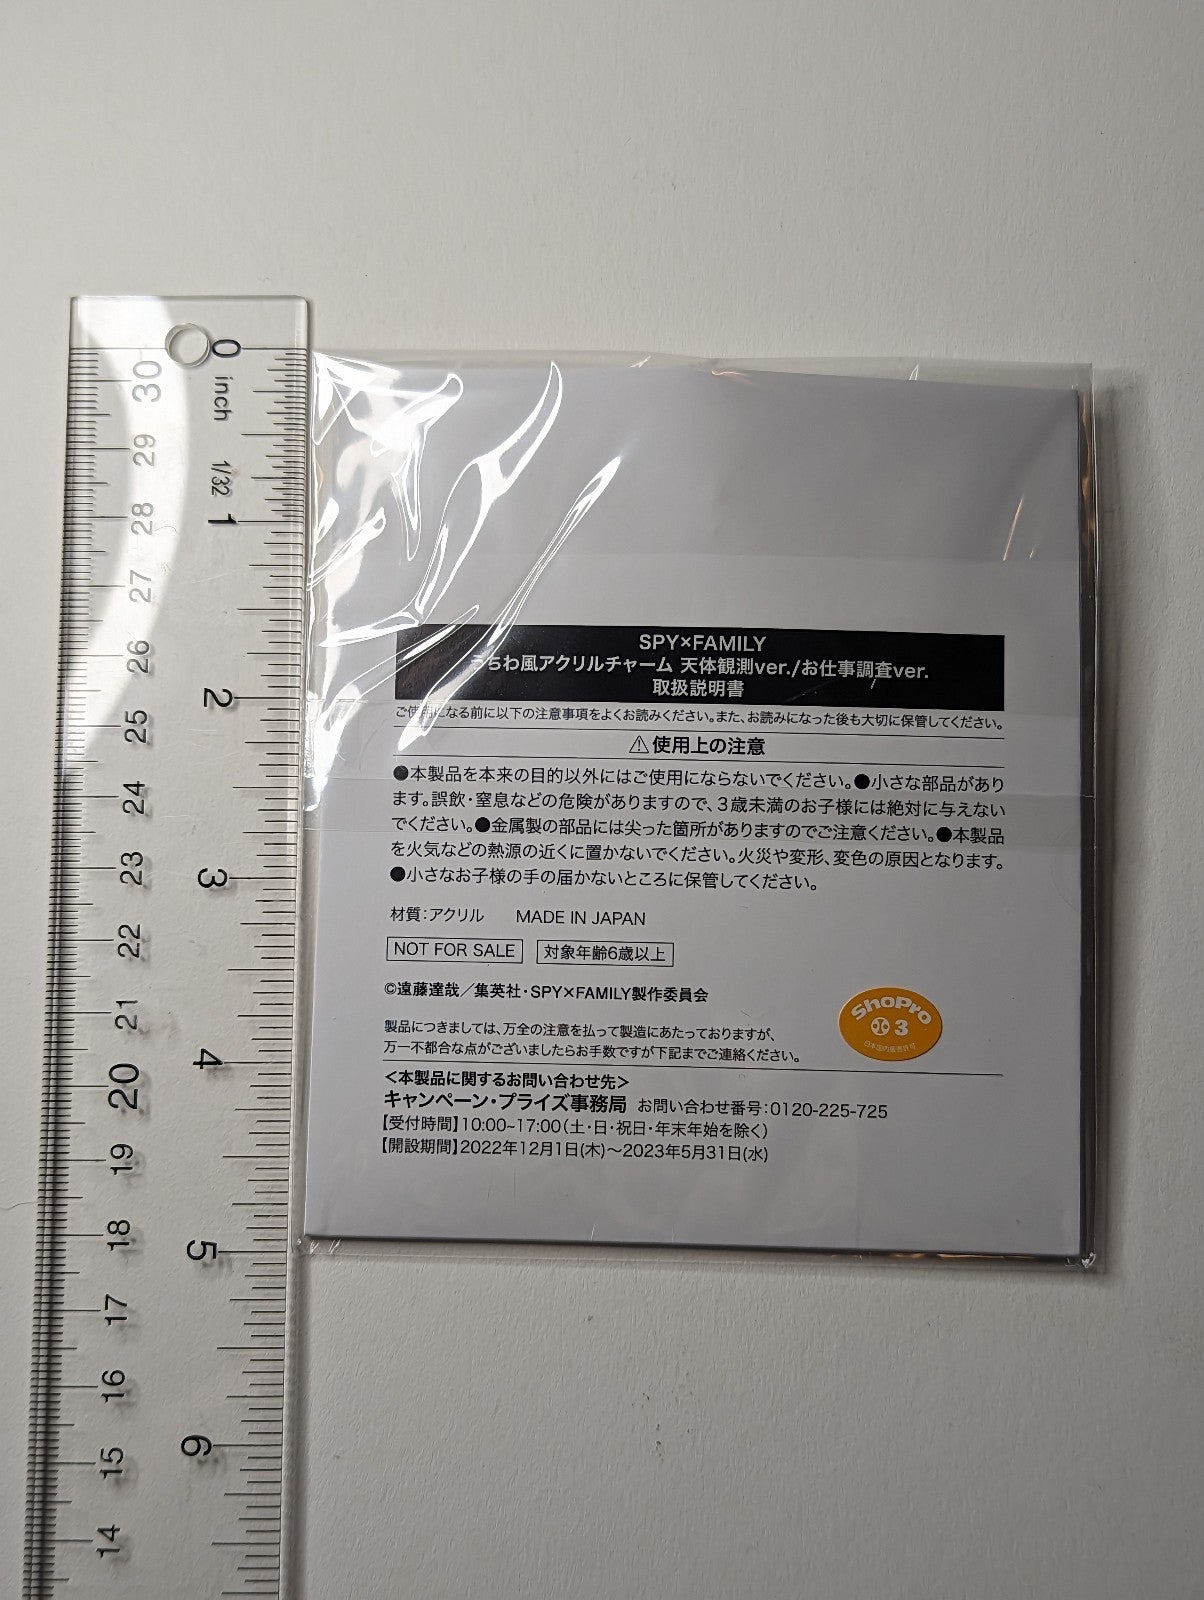 SPY×FAMILY
うちわ風アクリルチャーム 天体観測ver./お仕事調査ver.
取扱説明書
ご使用になる前に以下の注意事項をよくお読みください。また、お読みになった後も大切に保管してください。
⚠使用上の注意
●本製品を本来の目的以外にはご使用にならないでください。●小さな部品があり
ます。誤飲・窒息などの危険がありますので、3歳未満のお子様には絶対に与えない
でください。●金属製の部品には尖った箇所がありますのでご注意ください。●本製品
を火気などの熱源の近くに置かないでください。火災や変形、変色の原因となります。
●小さなお子様の手の届かないところに保管してください。
材質：アクリル MADE IN JAPAN
NOT FOR SALE 対象年齢6歳以上
©遠藤達哉／集英社・SPY×FAMILY製作委員会
製品につきましては、万全の注意を払って製造にあたっておりますが、
万一不都合な点がございましたらお手数ですが下記までご連絡ください。
ShoPro
3
日本国内販売許可
＜本製品に関するお問い合わせ先＞
キャンペーン・プライズ事務局 お問い合わせ番号：0120-225-725
【受付時間】10:00~17:00（土・日・祝日・年末年始を除く）
【開設期間】2022年12月1日(木)～2023年5月31日(水)
0
inch
1/32
1
2
3
4
5
6
30
29
28
27
26
25
24
23
22
21
20
19
18
17
16
15
14